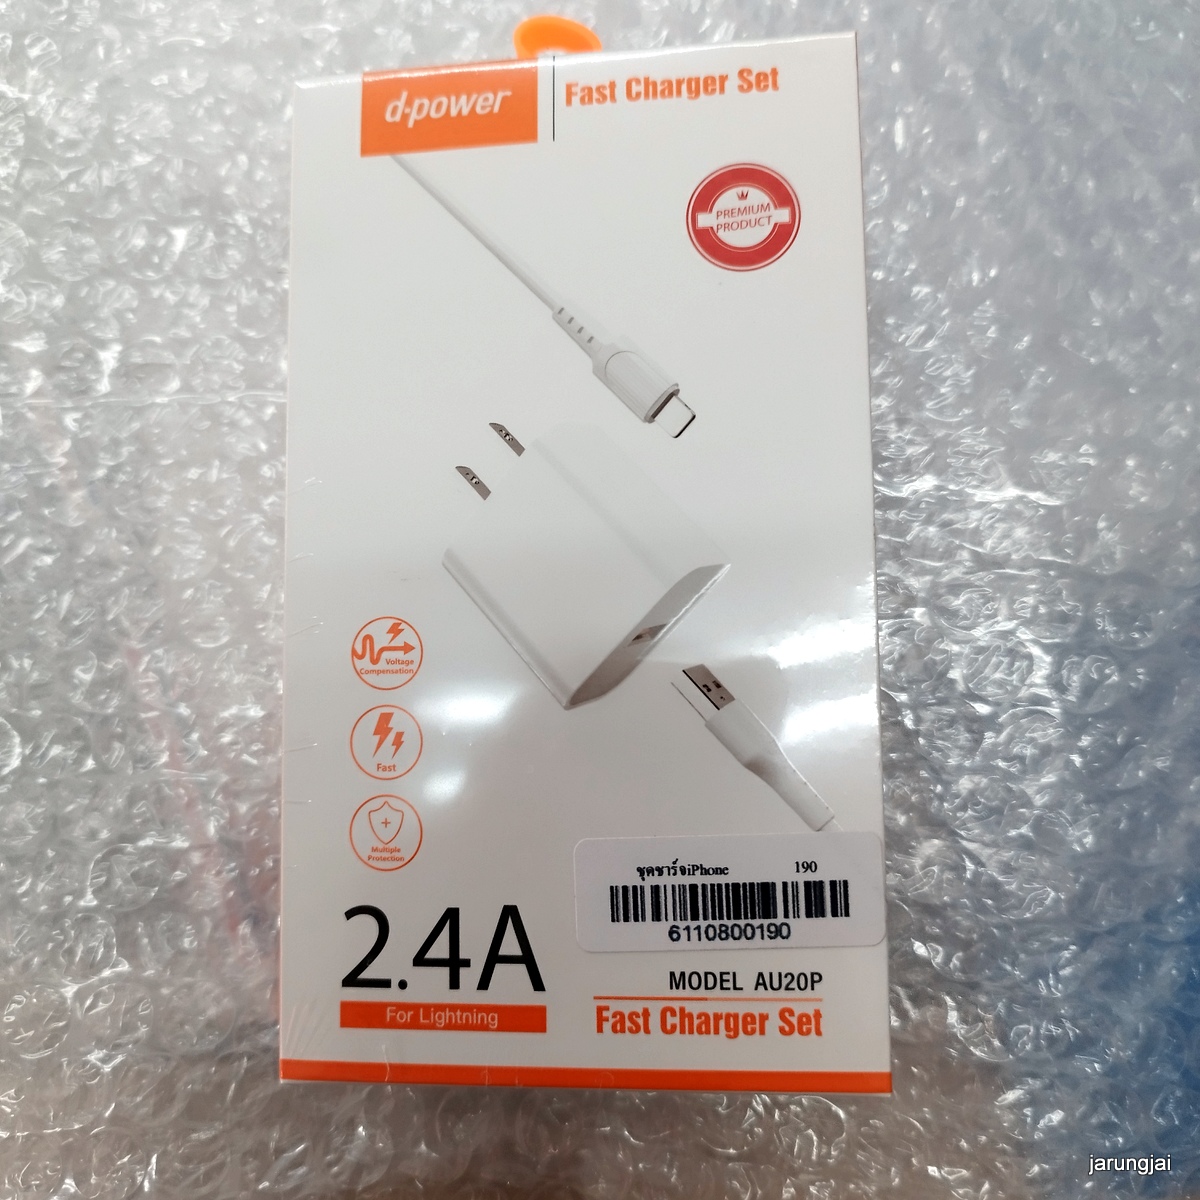 d-power
Fast Charger Set
PREMIUM
PRODUCT
Voltage
Compensation
Fast
Multiple
Protection
2.4A
For Lightning
ชุดชาร์จiPhone 190
6110800190
MODEL AU20P
Fast Charger Set
jarungjai